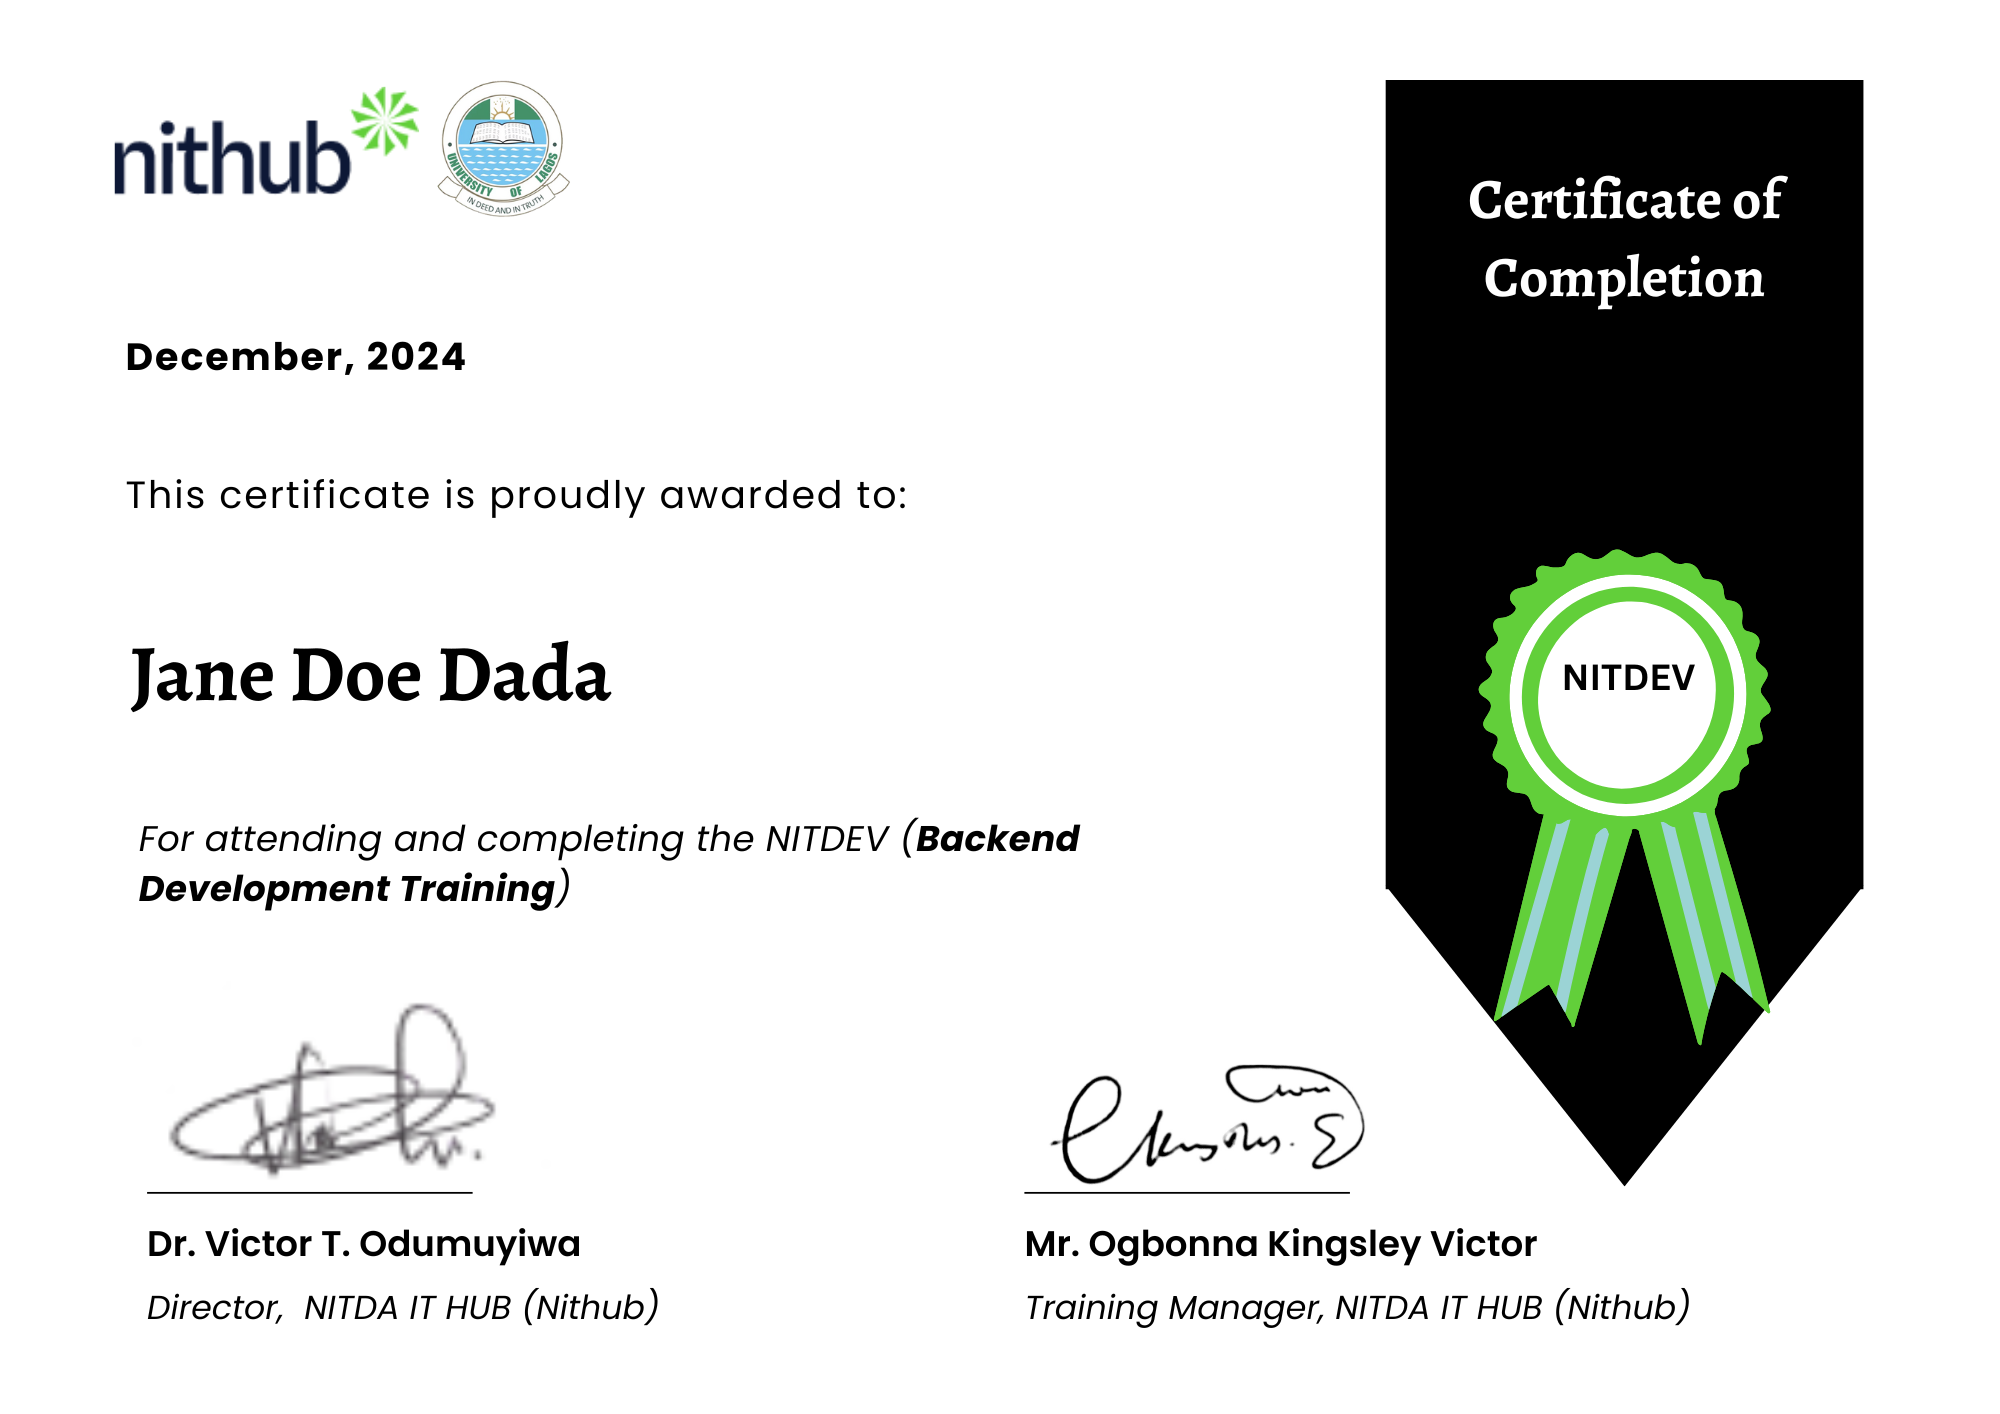 nithub
UNIVERSITY OF LAGOS
IN DEED AND IN TRUTH
Certificate of
Completion
December, 2024
This certificate is proudly awarded to:
Jane Doe Dada
NITDEV
For attending and completing the NITDEV (Backend
Development Training)
Dr. Victor T. Odumuyiwa
Director, NITDA IT HUB (Nithub)
Mr. Ogbonna Kingsley Victor
Training Manager, NITDA IT HUB (Nithub)